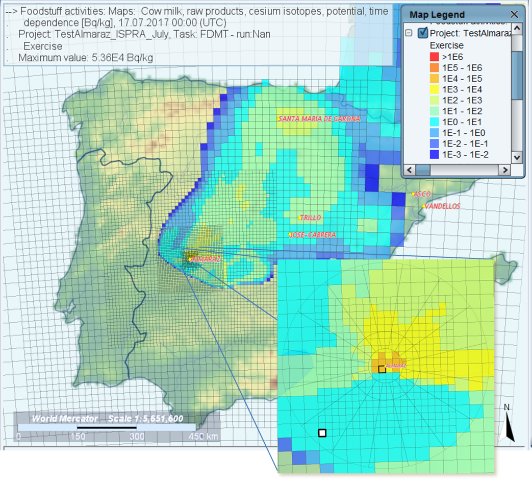 --> Foodstuff activities: Maps:  Cow milk, raw products, cesium isotopes, potential, time
dependence [Bq/kg], 17.07.2017 00:00 (UTC)
Project: TestAlmaraz_ISPRA_July, Task: FDMT - run:Nan
Exercise
Maximum value: 5,36E4 Bq/kg
Map Legend
Project: TestAlmaraz
Exercise
>1E6
1E5 - 1E6
1E4 - 1E5
1E3 - 1E4
1E2 - 1E3
1E1 - 1E2
1E0 - 1E1
1E-1 - 1E0
1E-2 - 1E-1
1E-3 - 1E-2
SANTA MARIA DE GARONA
ASCO
VANDELLOS
TRILLO
JOSE CABRERA
World Mercator - Scale 1:5,651,600
0 150 300 450 km
N